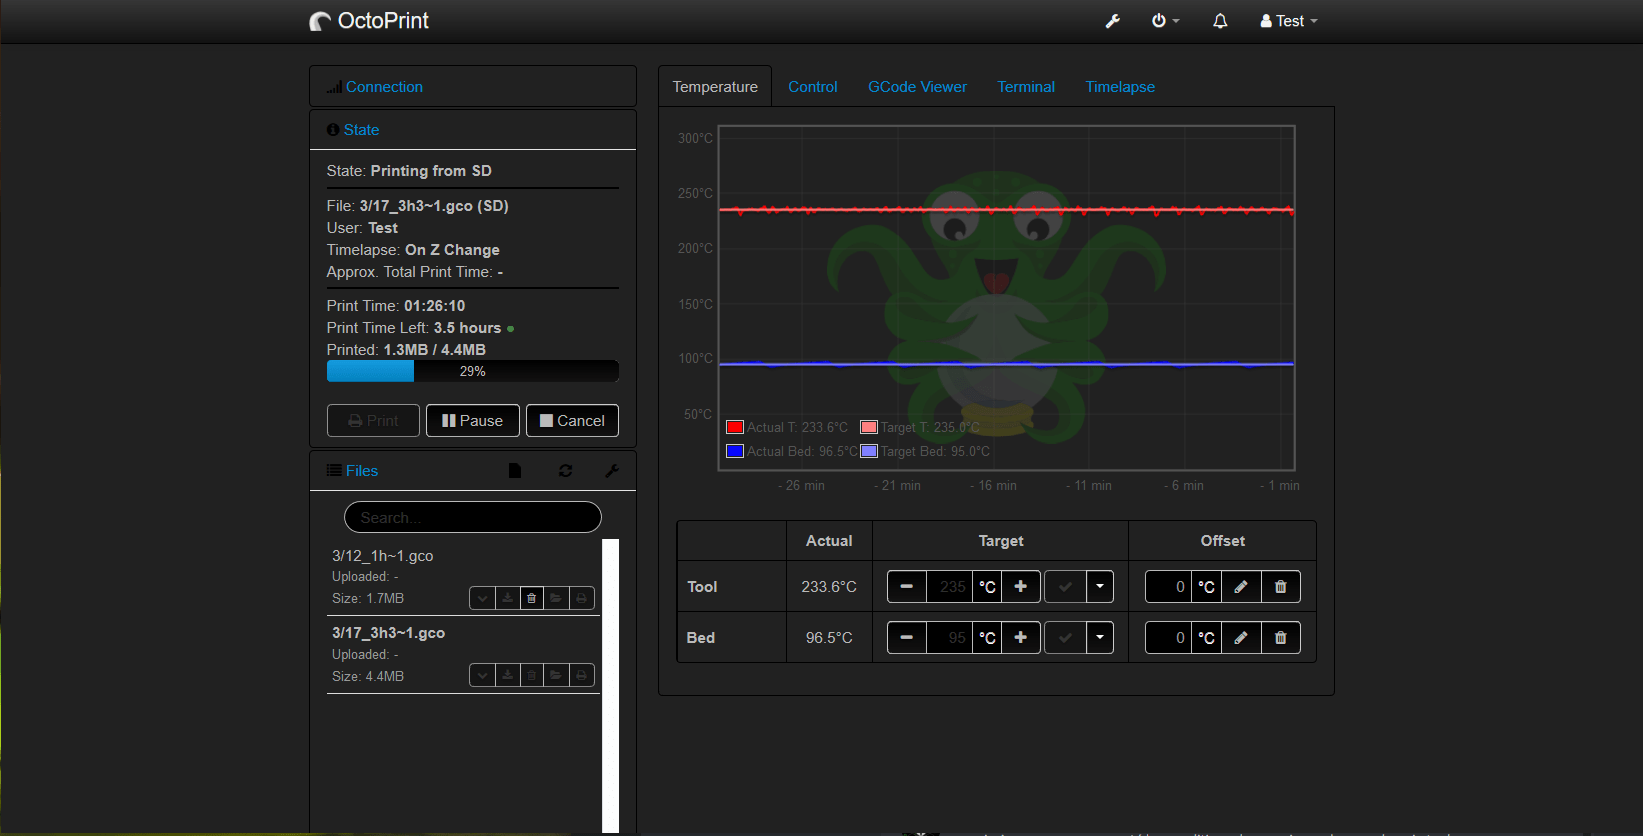 OctoPrint
Test
Connection
State
State: Printing from SD
File: 3/17_3h3~1.gco (SD)
User: Test
Timelapse: On Z Change
Approx. Total Print Time: -
Print Time: 01:26:10
Print Time Left: 3.5 hours
Printed: 1.3MB / 4.4MB
29%
Print Pause Cancel
Files
Search...
3/12_1h~1.gco
Uploaded: -
Size: 1.7MB
3/17_3h3~1.gco
Uploaded: -
Size: 4.4MB
Temperature Control GCode Viewer Terminal Timelapse
300°C
250°C
200°C
150°C
100°C
50°C
Actual T: 233.6°C Target T: 235.0°C
Actual Bed: 96.5°C Target Bed: 95.0°C
- 26 min - 21 min - 16 min - 11 min - 6 min - 1 min
Actual Target Offset
Tool 233.6°C 235 °C 0 °C
Bed 96.5°C 95 °C 0 °C